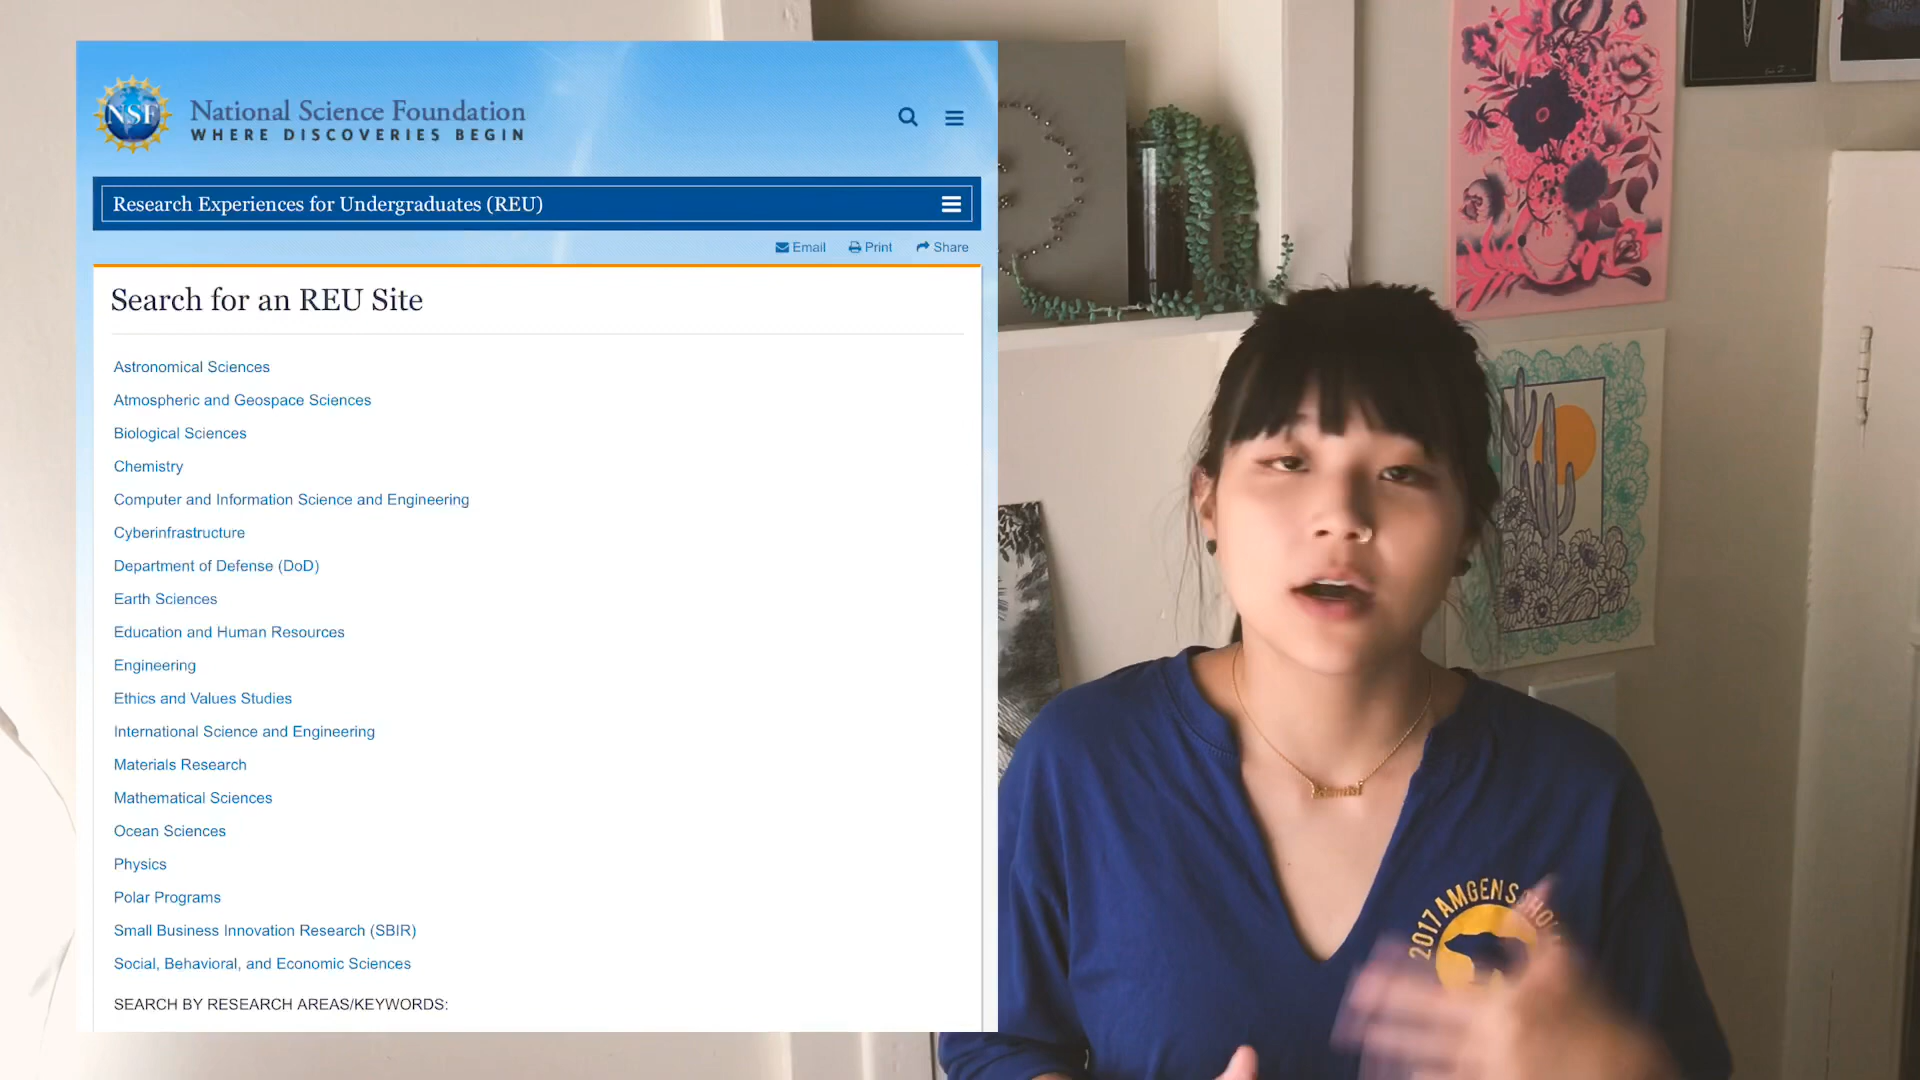 NSF
National Science Foundation
WHERE DISCOVERIES BEGIN
Research Experiences for Undergraduates (REU)
Email Print Share
Search for an REU Site
Astronomical Sciences
Atmospheric and Geospace Sciences
Biological Sciences
Chemistry
Computer and Information Science and Engineering
Cyberinfrastructure
Department of Defense (DoD)
Earth Sciences
Education and Human Resources
Engineering
Ethics and Values Studies
International Science and Engineering
Materials Research
Mathematical Sciences
Ocean Sciences
Physics
Polar Programs
Small Business Innovation Research (SBIR)
Social, Behavioral, and Economic Sciences
SEARCH BY RESEARCH AREAS/KEYWORDS:
2017 AMGEN